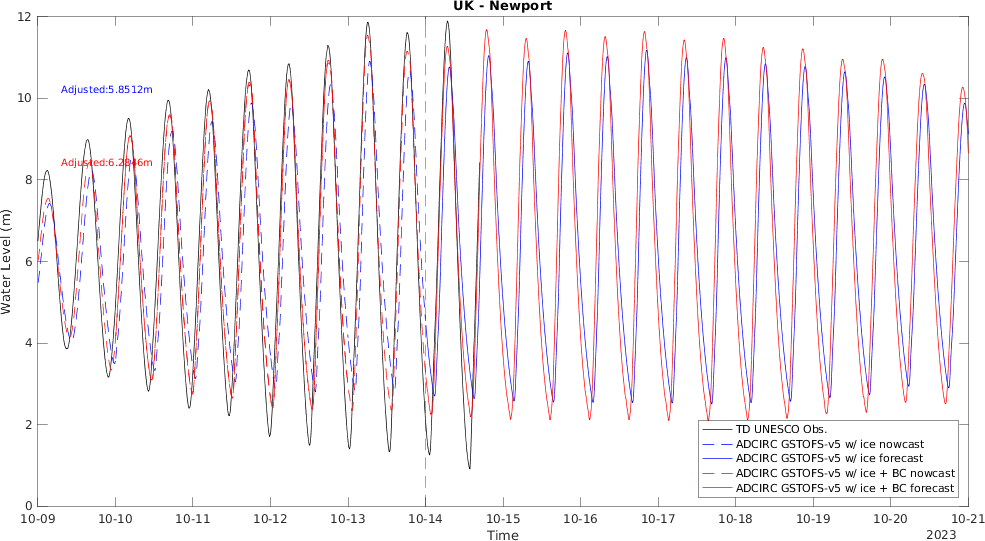 UK - Newport
12
10
8
6
4
2
0
Water Level (m)
Adjusted:5.8512m
Adjusted:6.2846m
TD UNESCO Obs.
ADCIRC GSTOFS-v5 w/ ice nowcast
ADCIRC GSTOFS-v5 w/ ice forecast
ADCIRC GSTOFS-v5 w/ ice + BC nowcast
ADCIRC GSTOFS-v5 w/ ice + BC forecast
10-09 10-10 10-11 10-12 10-13 10-14 10-15 10-16 10-17 10-18 10-19 10-20 10-21
Time
2023